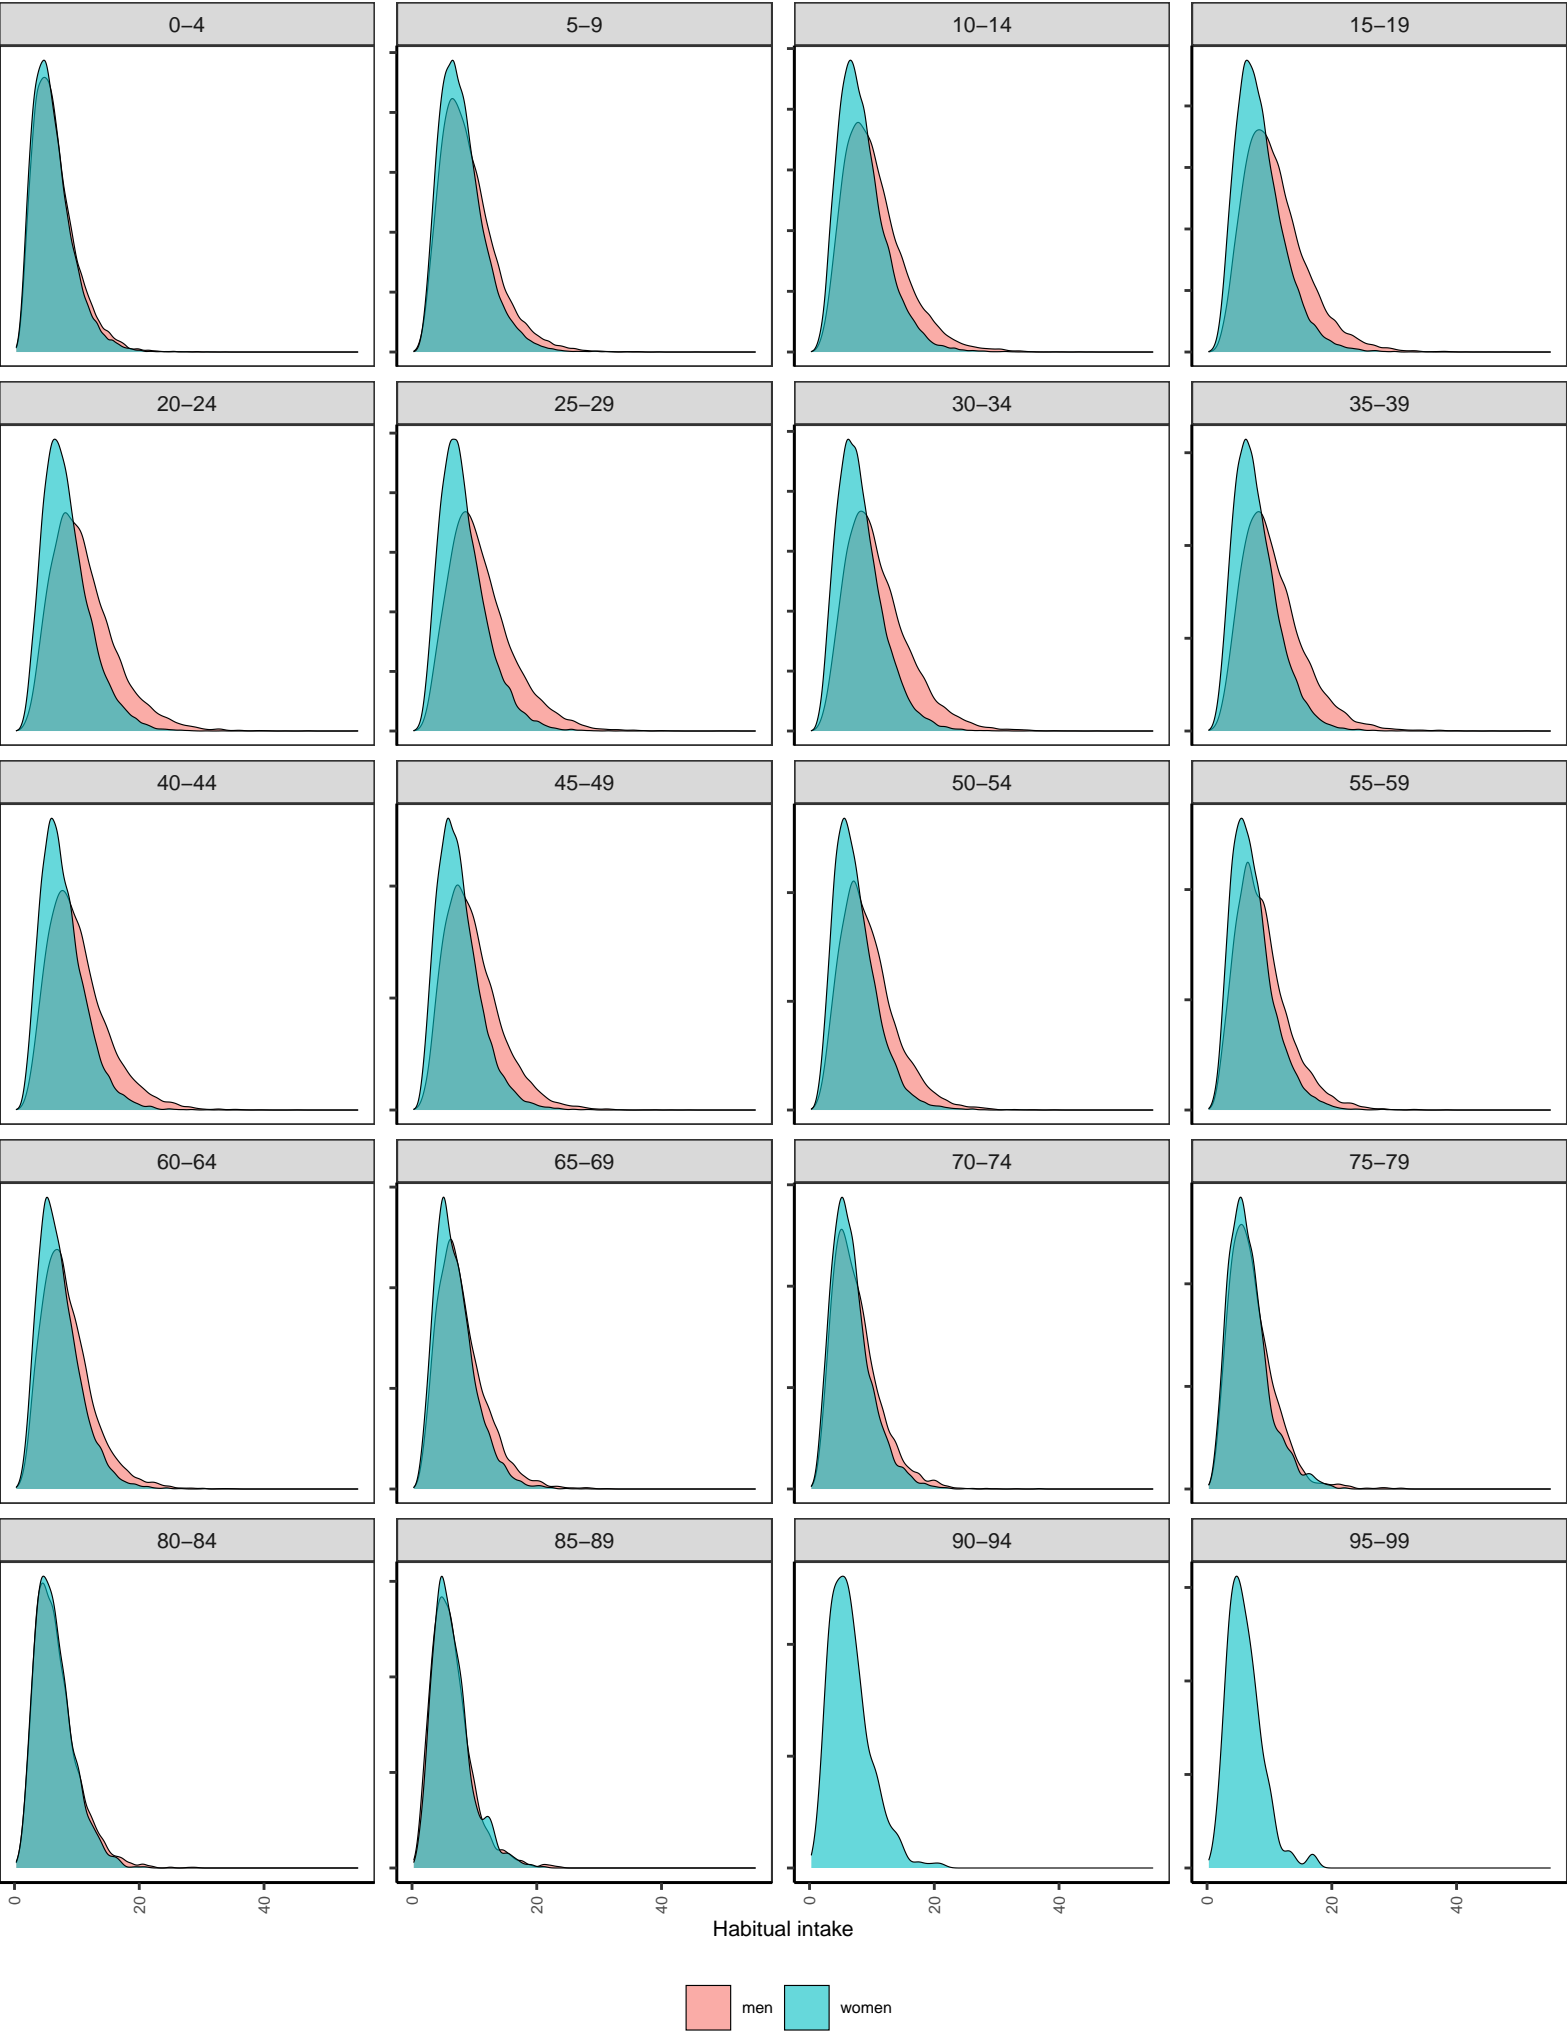 0–4 5–9 10–14 15–19
20–24 25–29 30–34 35–39
40–44 45–49 50–54 55–59
60–64 65–69 70–74 75–79
80–84 85–89 90–94 95–99
0 20 40 0 20 40 0 20 40 0 20 40
Habitual intake
men women